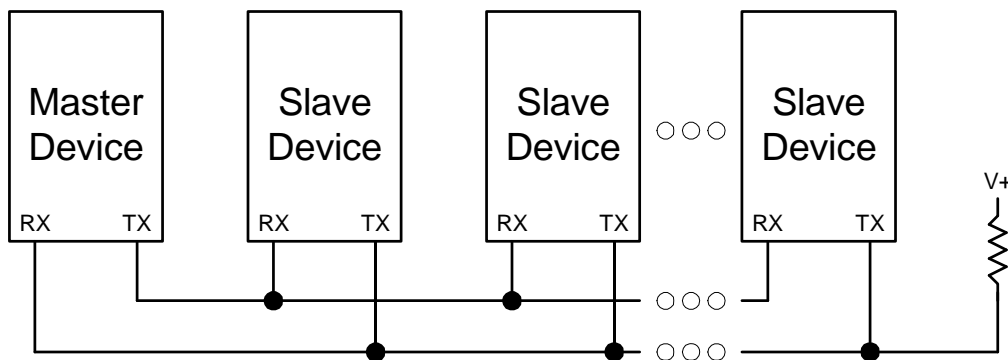 Master
Device
Slave
Device
Slave
Device
Slave
Device
RX TX
RX TX
RX TX
RX TX
V+